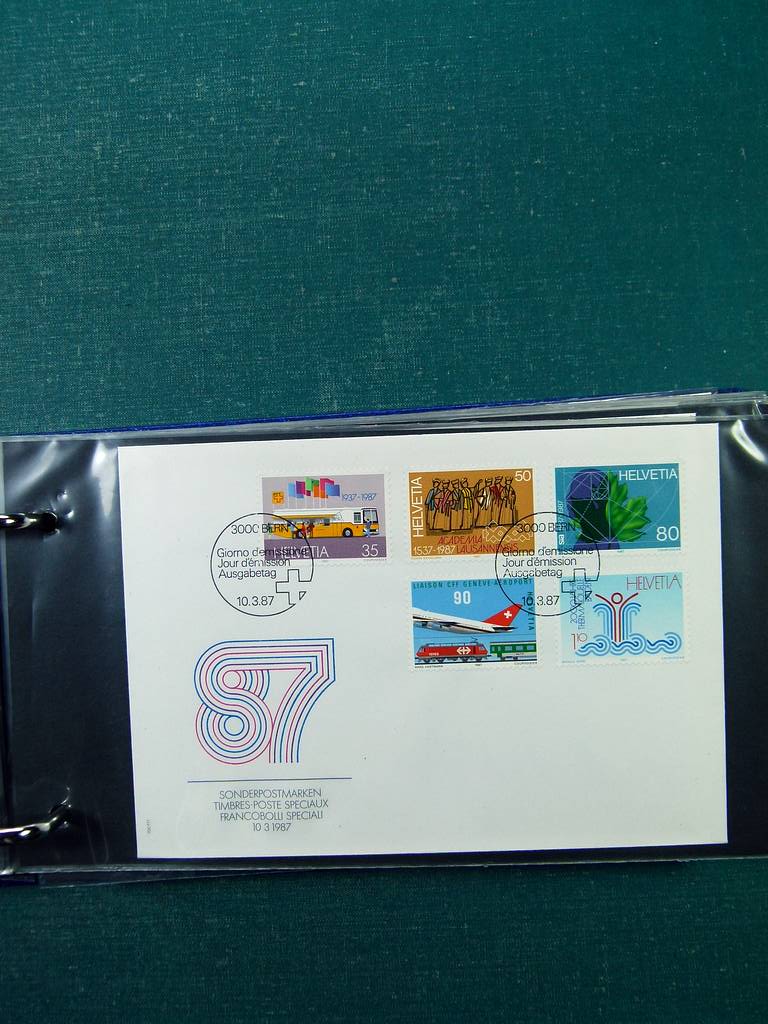 1937-1987
HELVETIA 35
HELVETIA
50
ACADEMIA
1537-1987 LAUSANNENSIS
HELVETIA
80
LIAISON CFF GENÈVE-AÉROPORT
90
HELVETIA
HELVETIA
110
3000 BERN
Giorno d'emissione
Jour d'émission
Ausgabetag
10.3.87
3000 BERN
Giorno d'emissione
Jour d'émission
Ausgabetag
10.3.87
87
SONDERPOSTMARKEN
TIMBRES-POSTE SPECIAUX
FRANCOBOLLI SPECIALI
10 3 1987